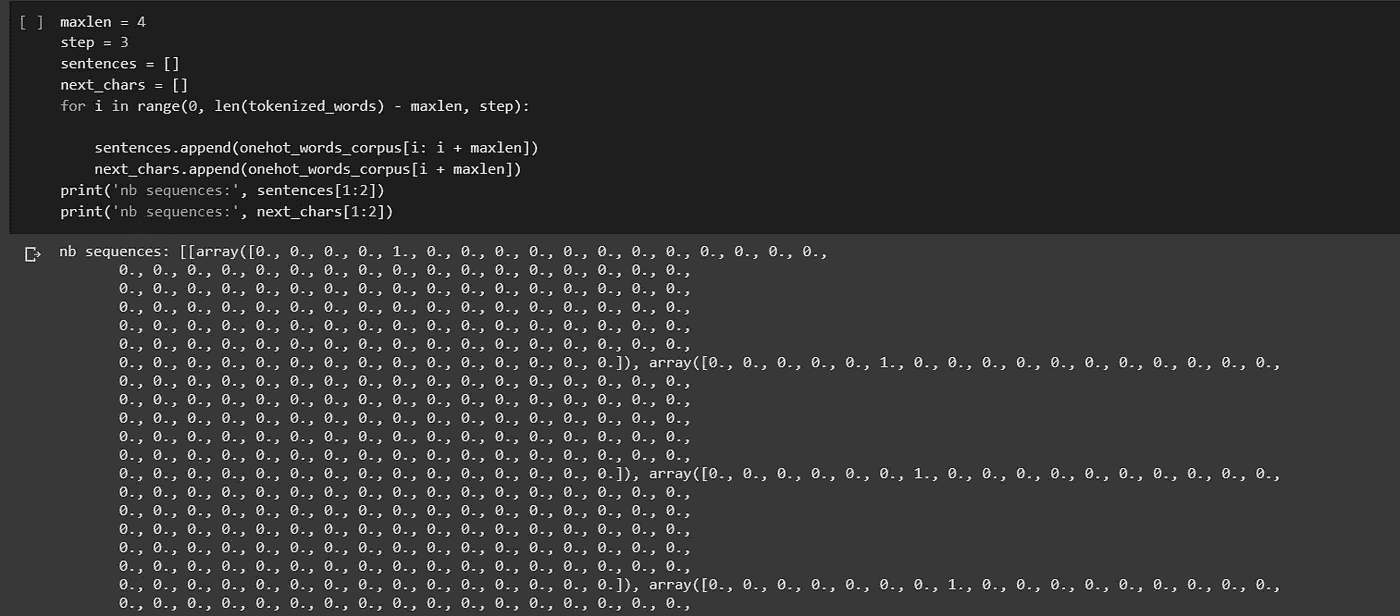 [ ] maxlen = 4
step = 3
sentences = []
next_chars = []
for i in range(0, len(tokenized_words) - maxlen, step):
sentences.append(onehot_words_corpus[i: i + maxlen])
next_chars.append(onehot_words_corpus[i + maxlen])
print('nb sequences:', sentences[1:2])
print('nb sequences:', next_chars[1:2])
nb sequences: [[array([0., 0., 0., 0., 1., 0., 0., 0., 0., 0., 0., 0., 0., 0., 0., 0., 0.,
0., 0., 0., 0., 0., 0., 0., 0., 0., 0., 0., 0., 0., 0., 0., 0., 0.,
0., 0., 0., 0., 0., 0., 0., 0., 0., 0., 0., 0., 0., 0., 0., 0., 0.,
0., 0., 0., 0., 0., 0., 0., 0., 0., 0., 0., 0., 0., 0., 0., 0., 0.,
0., 0., 0., 0., 0., 0., 0., 0., 0., 0., 0., 0., 0., 0., 0., 0., 0.,
0., 0., 0., 0., 0., 0., 0., 0., 0., 0., 0., 0., 0., 0., 0., 0., 0.,
0., 0., 0., 0., 0., 0., 0., 0., 0., 0., 0., 0., 0., 0., 0.]), array([0., 0., 0., 0., 0., 1., 0., 0., 0., 0., 0., 0., 0., 0., 0., 0., 0.,
0., 0., 0., 0., 0., 0., 0., 0., 0., 0., 0., 0., 0., 0., 0., 0., 0.,
0., 0., 0., 0., 0., 0., 0., 0., 0., 0., 0., 0., 0., 0., 0., 0., 0.,
0., 0., 0., 0., 0., 0., 0., 0., 0., 0., 0., 0., 0., 0., 0., 0., 0.,
0., 0., 0., 0., 0., 0., 0., 0., 0., 0., 0., 0., 0., 0., 0., 0., 0.,
0., 0., 0., 0., 0., 0., 0., 0., 0., 0., 0., 0., 0., 0., 0., 0., 0.,
0., 0., 0., 0., 0., 0., 0., 0., 0., 0., 0., 0., 0., 0., 0.]), array([0., 0., 0., 0., 0., 0., 1., 0., 0., 0., 0., 0., 0., 0., 0., 0., 0.,
0., 0., 0., 0., 0., 0., 0., 0., 0., 0., 0., 0., 0., 0., 0., 0., 0.,
0., 0., 0., 0., 0., 0., 0., 0., 0., 0., 0., 0., 0., 0., 0., 0., 0.,
0., 0., 0., 0., 0., 0., 0., 0., 0., 0., 0., 0., 0., 0., 0., 0., 0.,
0., 0., 0., 0., 0., 0., 0., 0., 0., 0., 0., 0., 0., 0., 0., 0., 0.,
0., 0., 0., 0., 0., 0., 0., 0., 0., 0., 0., 0., 0., 0., 0., 0., 0.,
0., 0., 0., 0., 0., 0., 0., 0., 0., 0., 0., 0., 0., 0., 0.]), array([0., 0., 0., 0., 0., 0., 0., 1., 0., 0., 0., 0., 0., 0., 0., 0., 0.,
0., 0., 0., 0., 0., 0., 0., 0., 0., 0., 0., 0., 0., 0., 0., 0., 0.,